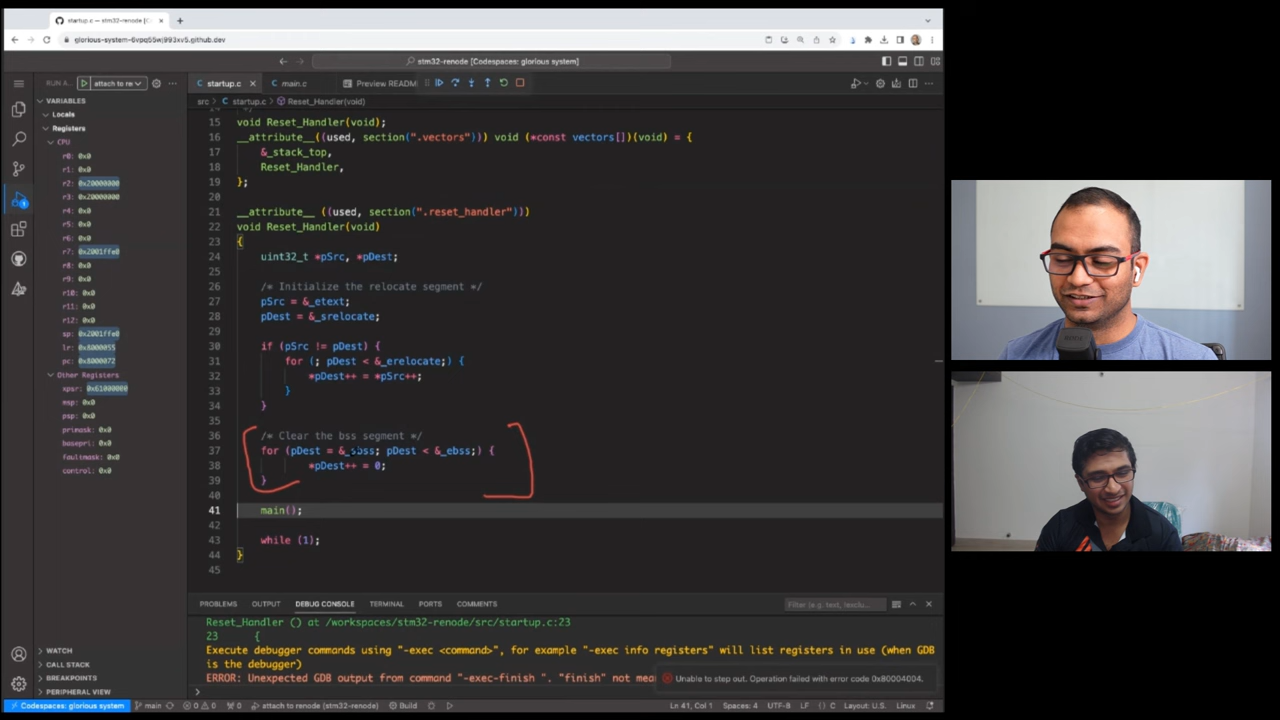 startup.c — stm32-renode [C
glorious-system-6vpq55wj993xv5.github.dev
stm32-renode [Codespaces: glorious system]
RUN A... attach to re
startup.c
main.c
Preview READM
src > C startup.c > Reset_Handler(void)
VARIABLES
Locals
Registers
CPU
r0: 0x0
r1: 0x0
r2: 0x20000000
r3: 0x20000000
r4: 0x0
r5: 0x0
r6: 0x0
r7: 0x2001ffe8
r8: 0x0
r9: 0x0
r10: 0x0
r11: 0x0
r12: 0x0
sp: 0x2001ffe8
lr: 0x8000055
pc: 0x8000072
Other Registers
xpsr: 0x61000000
msp: 0x0
psp: 0x0
primask: 0x0
basepri: 0x0
faultmask: 0x0
control: 0x0
WATCH
CALL STACK
BREAKPOINTS
PERIPHERAL VIEW
15 void Reset_Handler(void);
16 __attribute__((used, section(".vectors"))) void (*const vectors[])(void) = {
17 &_stack_top,
18 Reset_Handler,
19 };
20
21 __attribute__ ((used, section(".reset_handler")))
22 void Reset_Handler(void)
23 {
24 uint32_t *pSrc, *pDest;
25
26 /* Initialize the relocate segment */
27 pSrc = &_etext;
28 pDest = &_srelocate;
29
30 if (pSrc != pDest) {
31 for (; pDest < &_erelocate;) {
32 *pDest++ = *pSrc++;
33 }
34 }
35
36 /* Clear the bss segment */
37 for (pDest = &_sbss; pDest < &_ebss;) {
38 *pDest++ = 0;
39 }
40
41 main();
42
43 while (1);
44 }
45
PROBLEMS OUTPUT DEBUG CONSOLE TERMINAL PORTS COMMENTS
Filter (e.g. text, !exclu...
Reset_Handler () at /workspaces/stm32-renode/src/startup.c:23
23 {
Execute debugger commands using "-exec <command>", for example "-exec info registers" will list registers in use (when GDB
is the debugger)
ERROR: Unexpected GDB output from command "-exec-finish ". "finish" not mea
Unable to step out. Operation failed with error code 0x80004004.
Codespaces: glorious system main 0 0 0 attach to renode (stm32-renode) Build Ln 41, Col 1 Spaces: 4 UTF-8 LF { } C Layout: U.S. Linux